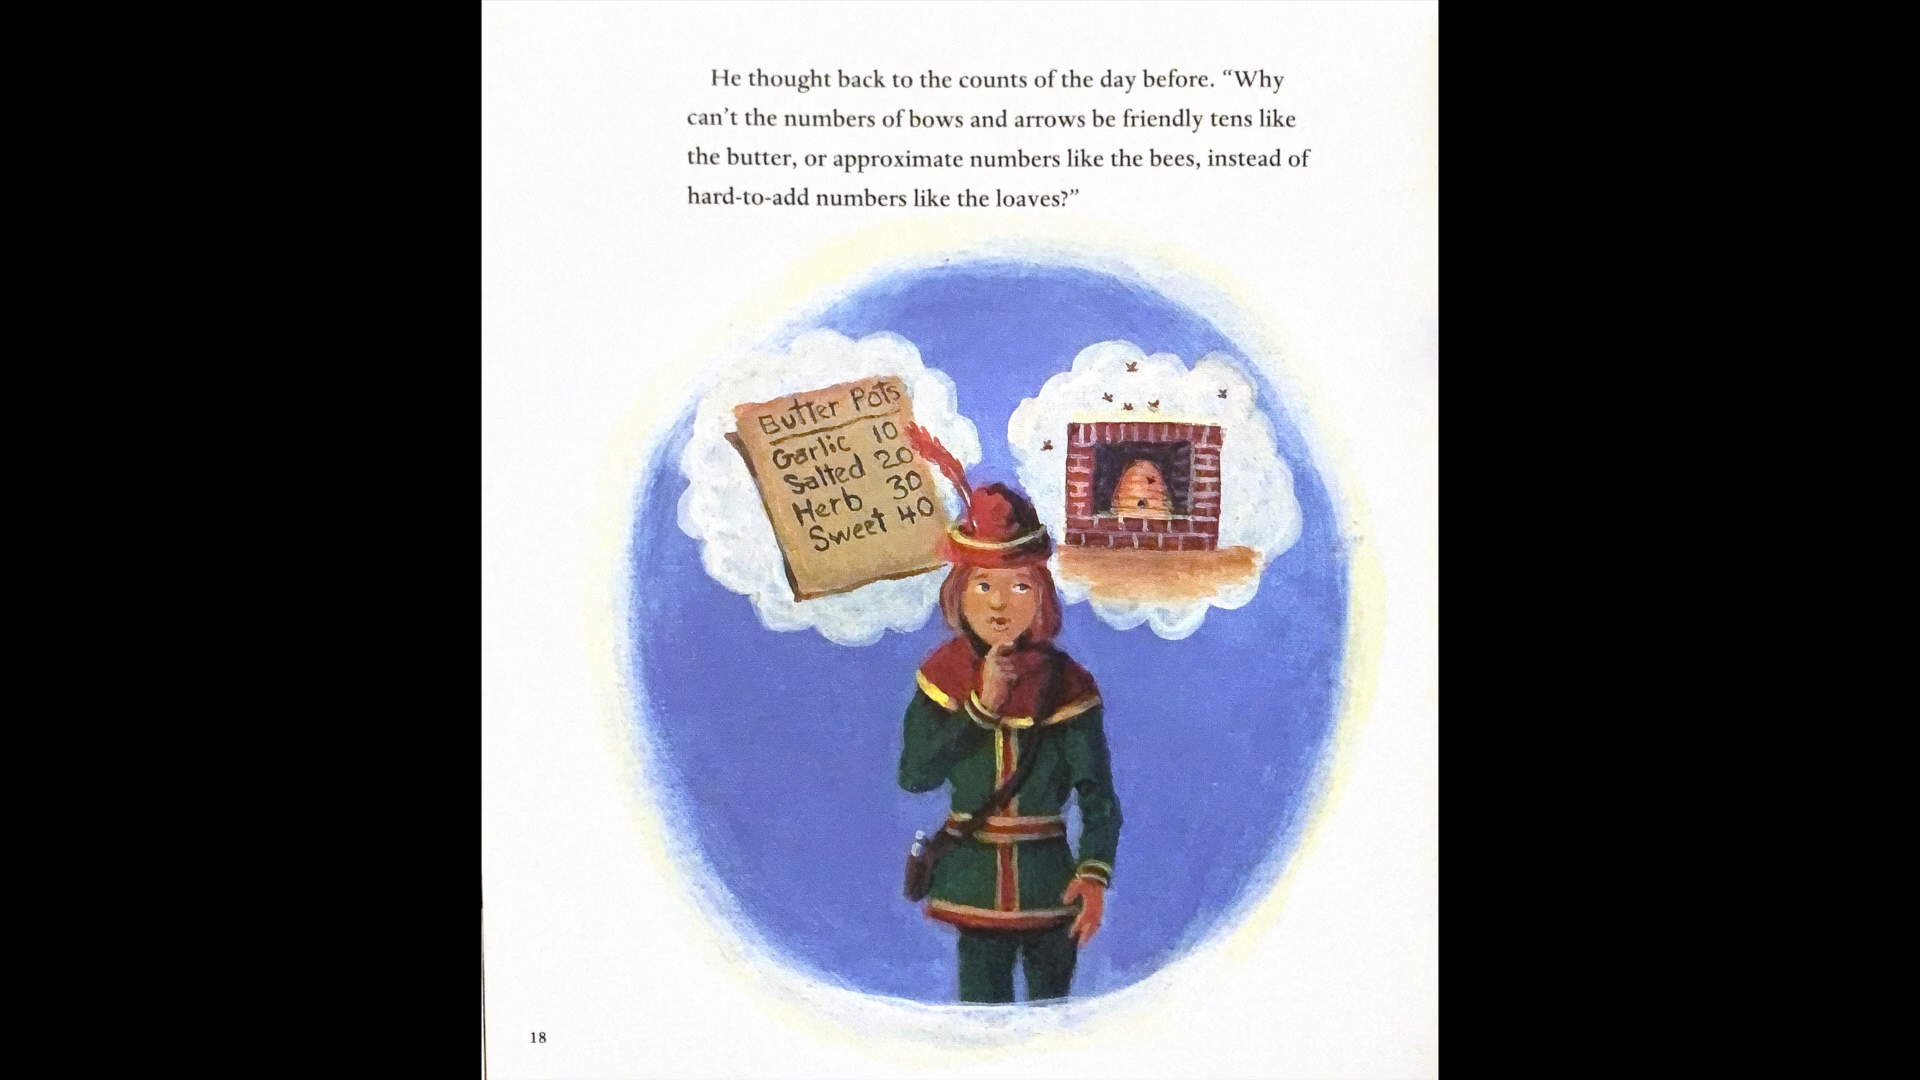 He thought back to the counts of the day before. “Why
can’t the numbers of bows and arrows be friendly tens like
the butter, or approximate numbers like the bees, instead of
hard-to-add numbers like the loaves?”
Butter Pots
Garlic 10
Salted 20
Herb 30
Sweet 40
18